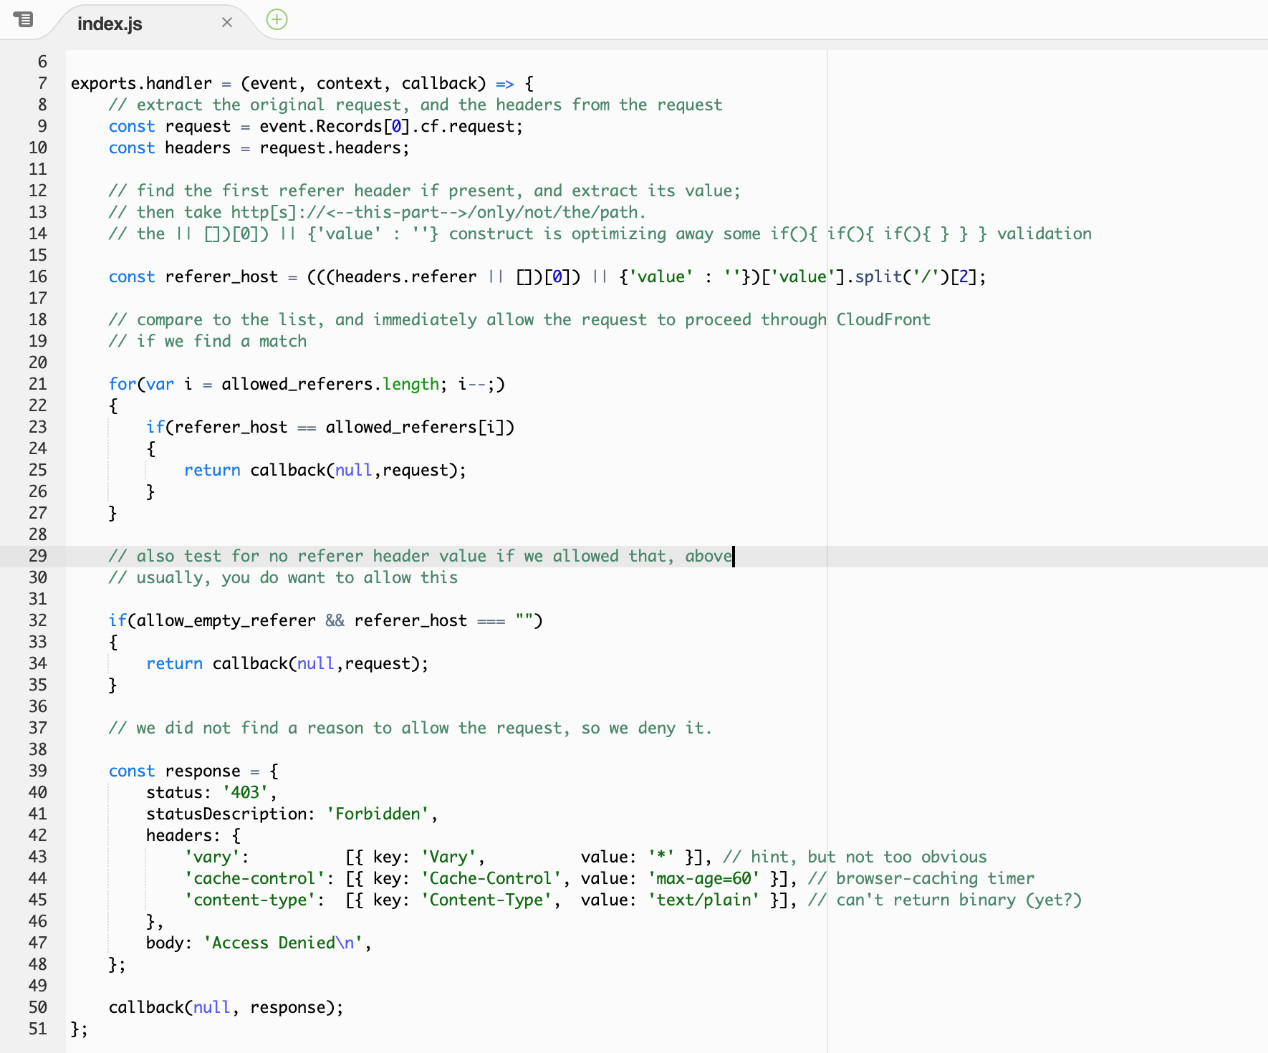 index.js
6
7 exports.handler = (event, context, callback) => {
8     // extract the original request, and the headers from the request
9     const request = event.Records[0].cf.request;
10     const headers = request.headers;
11
12     // find the first referer header if present, and extract its value;
13     // then take http[s]://<--this-part-->/only/not/the/path.
14     // the || [])[0]) || {'value' : ''} construct is optimizing away some if(){ if(){ if(){ } } } validation
15
16     const referer_host = (((headers.referer || [])[0]) || {'value' : ''})['value'].split('/')[2];
17
18     // compare to the list, and immediately allow the request to proceed through CloudFront
19     // if we find a match
20
21     for(var i = allowed_referers.length; i--;)
22     {
23         if(referer_host == allowed_referers[i])
24         {
25             return callback(null,request);
26         }
27     }
28
29     // also test for no referer header value if we allowed that, above
30     // usually, you do want to allow this
31
32     if(allow_empty_referer && referer_host === "")
33     {
34         return callback(null,request);
35     }
36
37     // we did not find a reason to allow the request, so we deny it.
38
39     const response = {
40         status: '403',
41         statusDescription: 'Forbidden',
42         headers: {
43             'vary':          [{ key: 'Vary',          value: '*' }], // hint, but not too obvious
44             'cache-control': [{ key: 'Cache-Control', value: 'max-age=60' }], // browser-caching timer
45             'content-type':  [{ key: 'Content-Type',  value: 'text/plain' }], // can't return binary (yet?)
46         },
47         body: 'Access Denied\n',
48     };
49
50     callback(null, response);
51 };